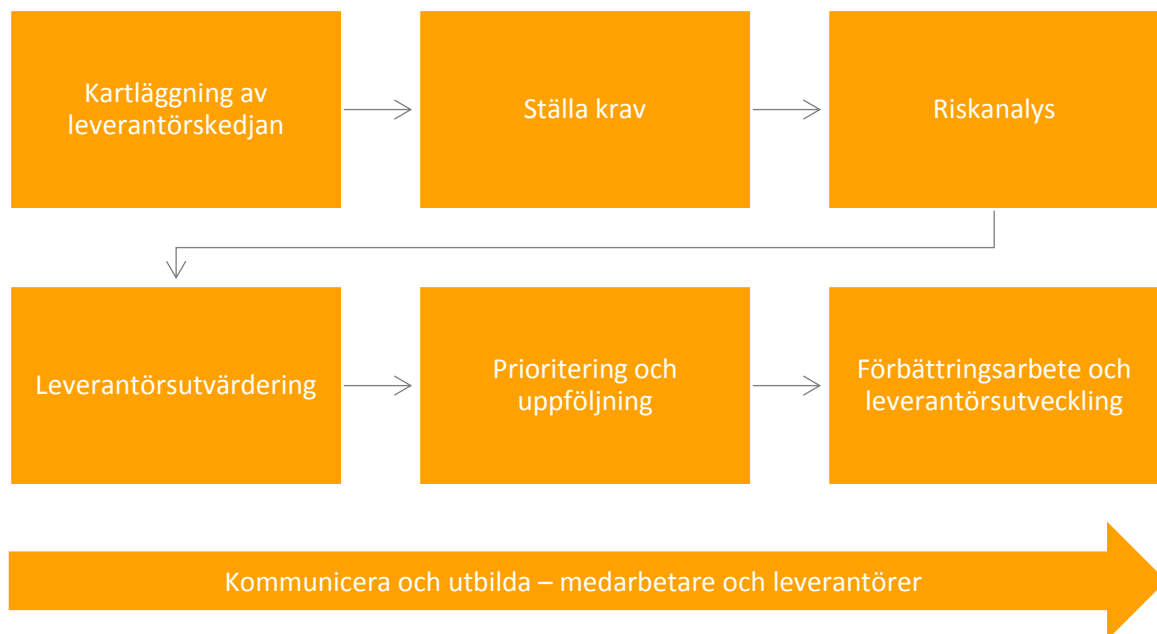 Kartläggning av
leverantörskedjan
Ställa krav
Riskanalys
Leverantörsutvärdering
Prioritering och
uppföljning
Förbättringsarbete och
leverantörsutveckling
Kommunicera och utbilda – medarbetare och leverantörer